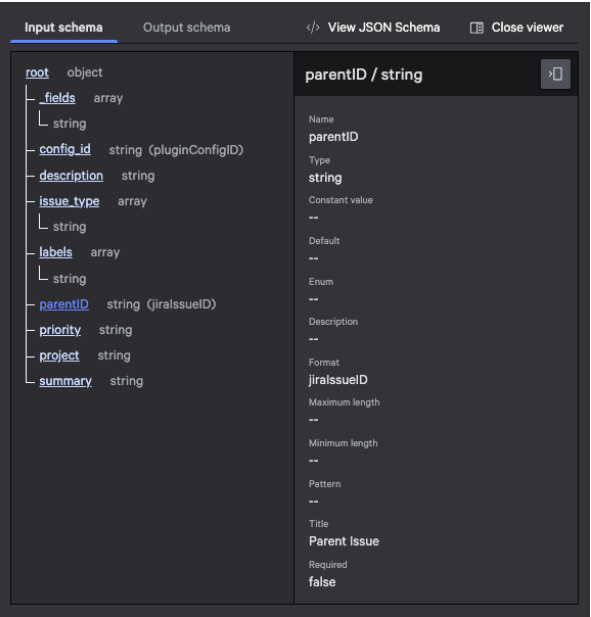 Input schema
Output schema
</> View JSON Schema
Close viewer
root object
_fields array
string
config_id string (pluginConfigID)
description string
issue_type array
string
labels array
string
parentID string (jiraIssueID)
priority string
project string
summary string
parentID / string
Name
parentID
Type
string
Constant value
--
Default
--
Enum
--
Description
--
Format
jiraIssueID
Maximum length
--
Minimum length
--
Pattern
--
Title
Parent Issue
Required
false